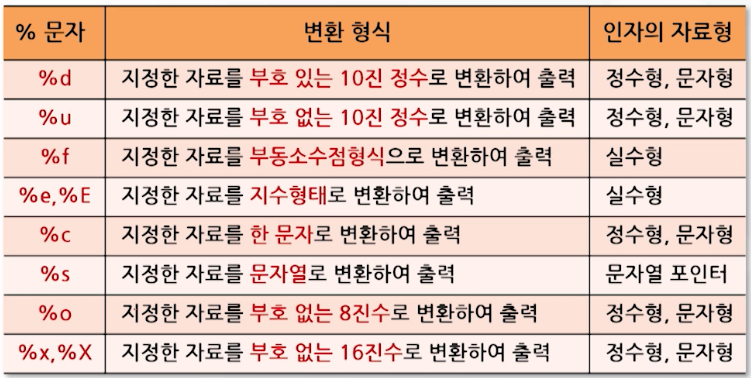 % 문자 변환 형식 인자의 자료형
%d 지정한 자료를 부호 있는 10진 정수로 변환하여 출력 정수형, 문자형
%u 지정한 자료를 부호 없는 10진 정수로 변환하여 출력 정수형, 문자형
%f 지정한 자료를 부동소수점형식으로 변환하여 출력 실수형
%e,%E 지정한 자료를 지수형태로 변환하여 출력 실수형
%c 지정한 자료를 한 문자로 변환하여 출력 정수형, 문자형
%s 지정한 자료를 문자열로 변환하여 출력 문자열 포인터
%o 지정한 자료를 부호 없는 8진수로 변환하여 출력 정수형, 문자형
%x,%X 지정한 자료를 부호 없는 16진수로 변환하여 출력 정수형, 문자형